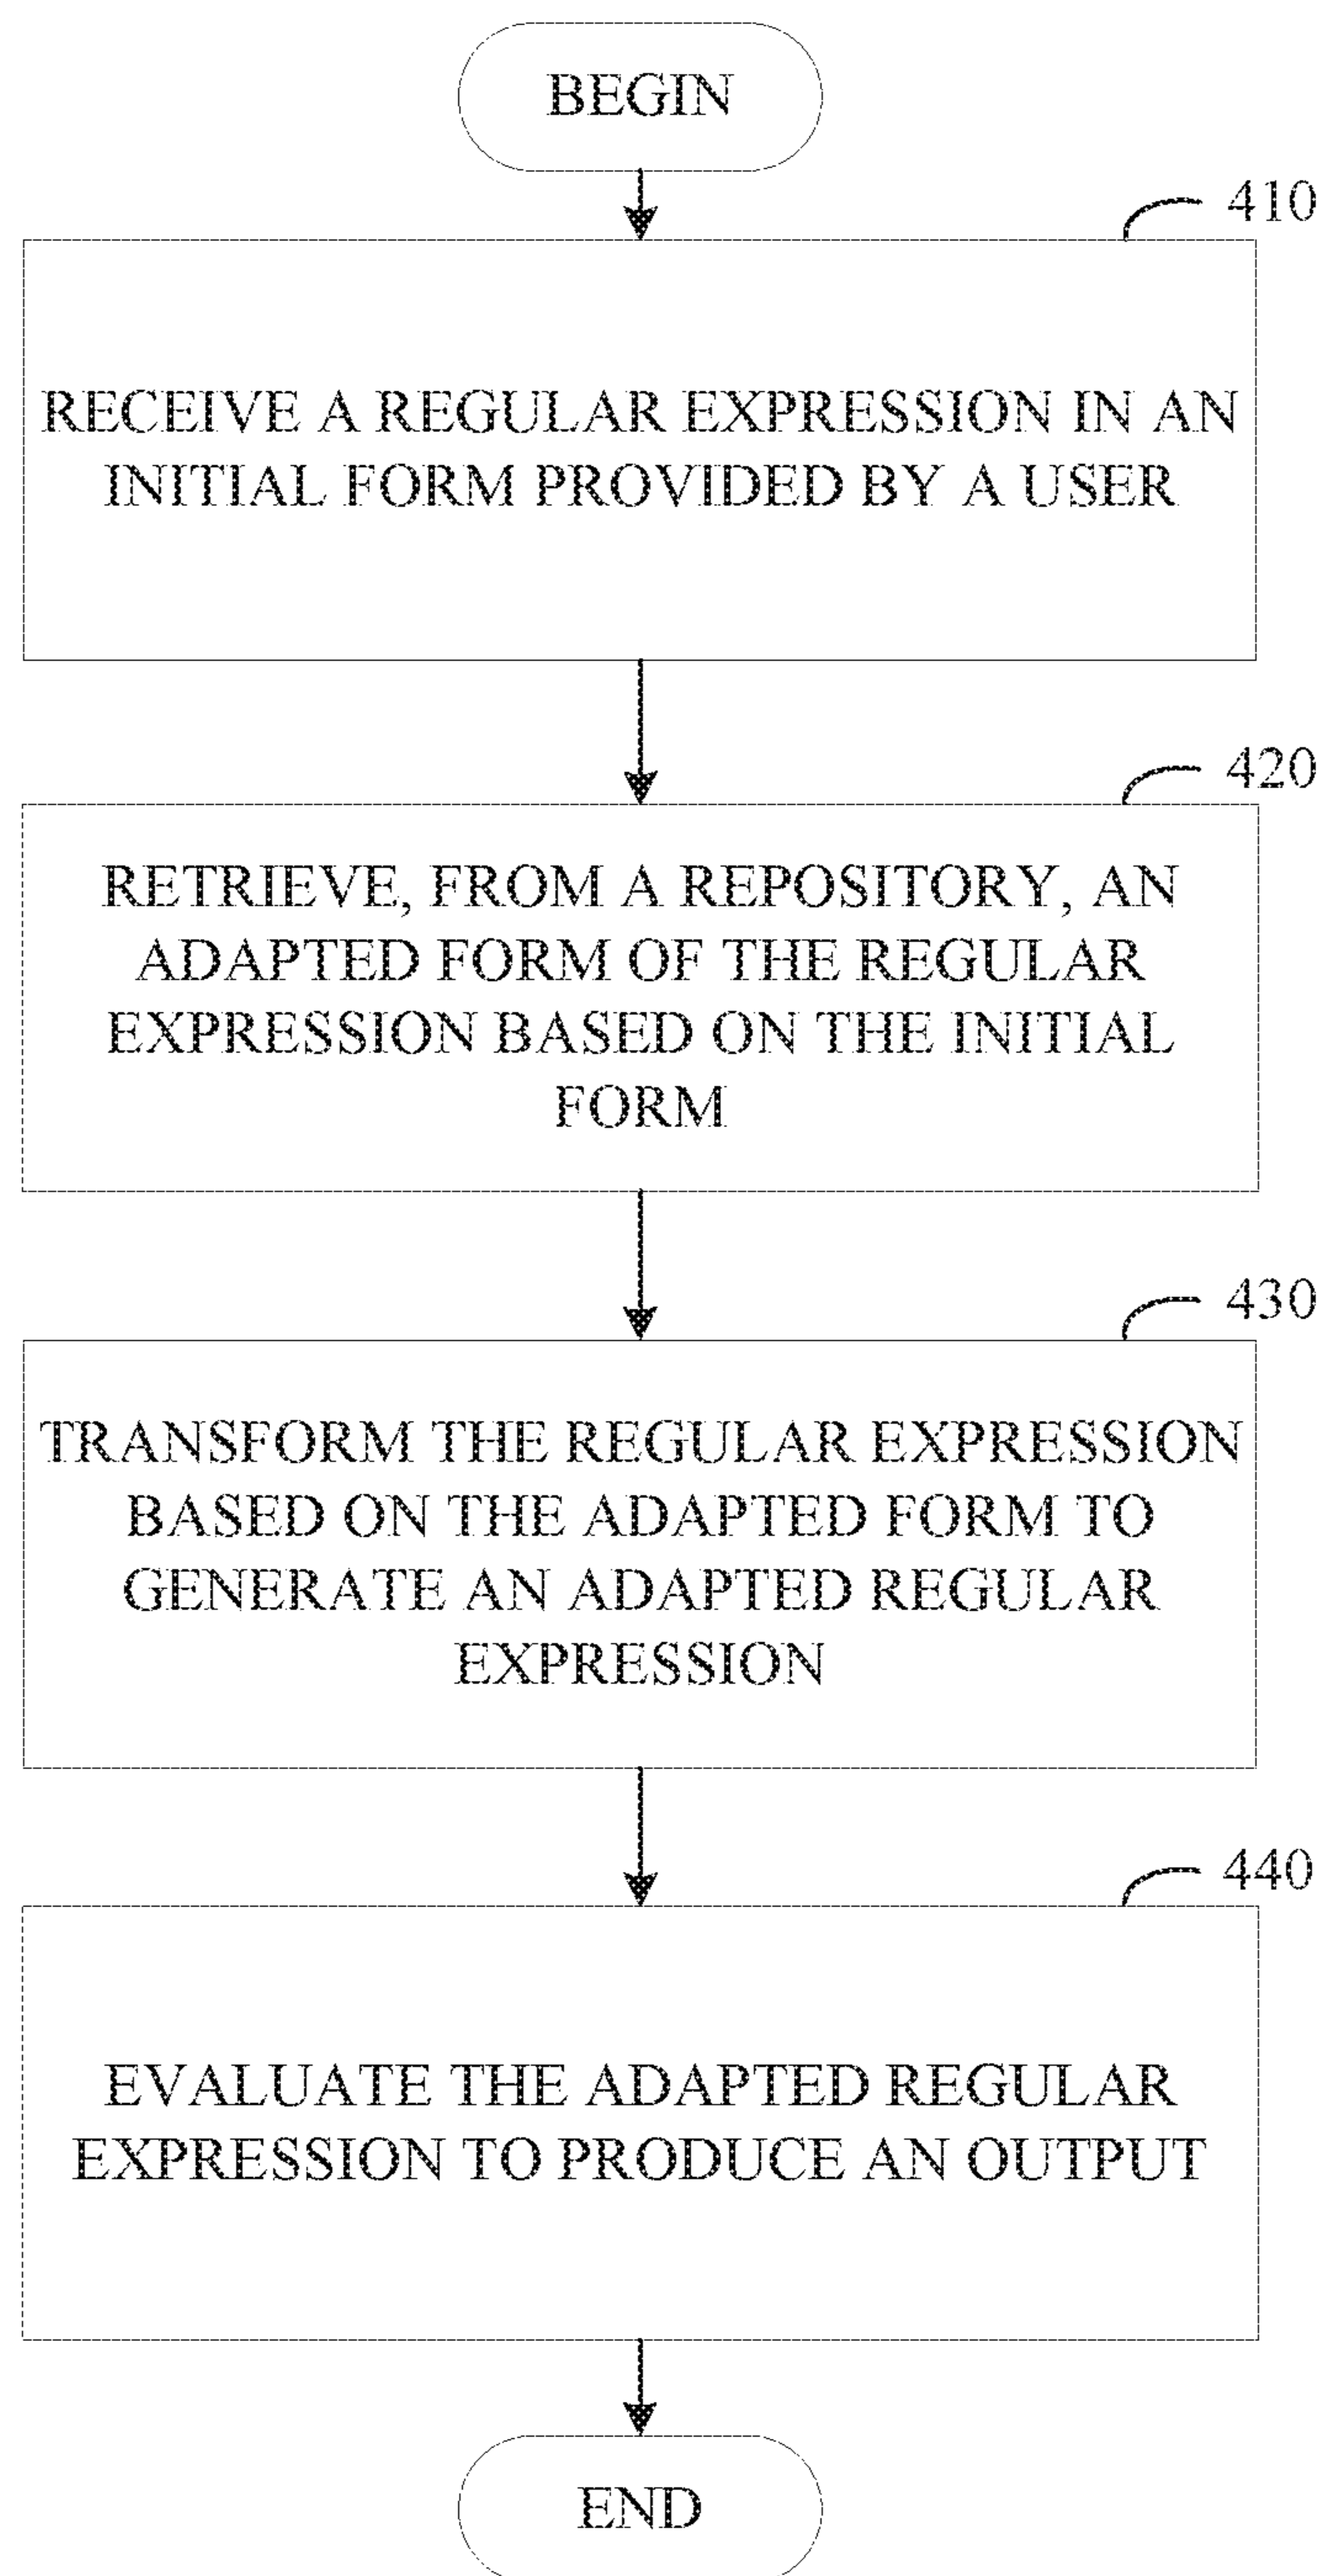 BEGIN
410
RECEIVE A REGULAR EXPRESSION IN AN
INITIAL FORM PROVIDED BY A USER
420
RETRIEVE, FROM A REPOSITORY, AN
ADAPTED FORM OF THE REGULAR
EXPRESSION BASED ON THE INITIAL
FORM
430
TRANSFORM THE REGULAR EXPRESSION
BASED ON THE ADAPTED FORM TO
GENERATE AN ADAPTED REGULAR
EXPRESSION
440
EVALUATE THE ADAPTED REGULAR
EXPRESSION TO PRODUCE AN OUTPUT
END